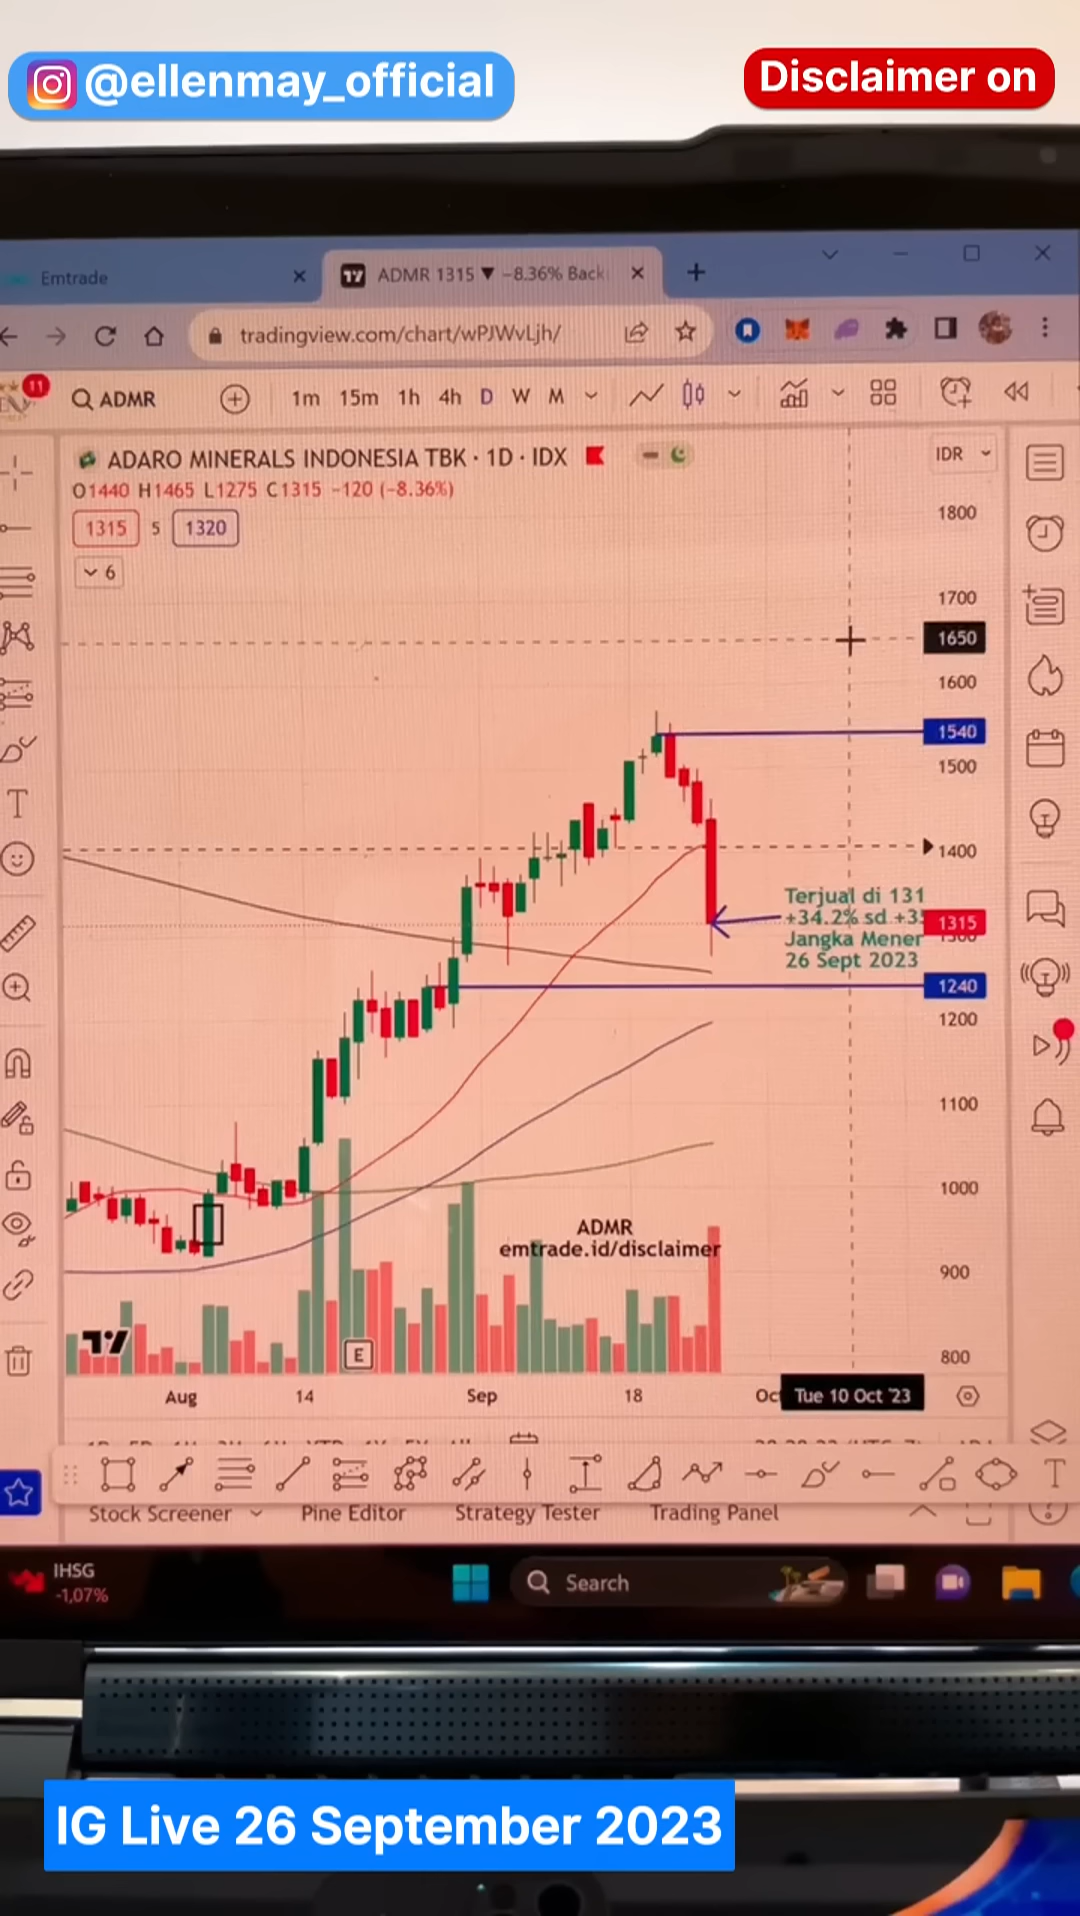 @ellenmay_official
Disclaimer on
Emtrade
ADMR 1315 ▼ −8.36% Back
tradingview.com/chart/wPJWvLjh/
11
ADMR
1m 15m 1h 4h D W M
ADARO MINERALS INDONESIA TBK · 1D · IDX
IDR
O1440 H1465 L1275 C1315 −120 (−8.36%)
1315 5 1320
6
1800
1700
1650
1600
1540
1500
1400
Terjual di 131
+34.2% sd +3
1315
Jangka Mener
26 Sept 2023
1240
1200
1100
1000
ADMR
emtrade.id/disclaimer
900
E
800
Aug 14 Sep 18 Oct Tue 10 Oct '23
Stock Screener Pine Editor Strategy Tester Trading Panel
IHSG
-1,07%
Search
IG Live 26 September 2023